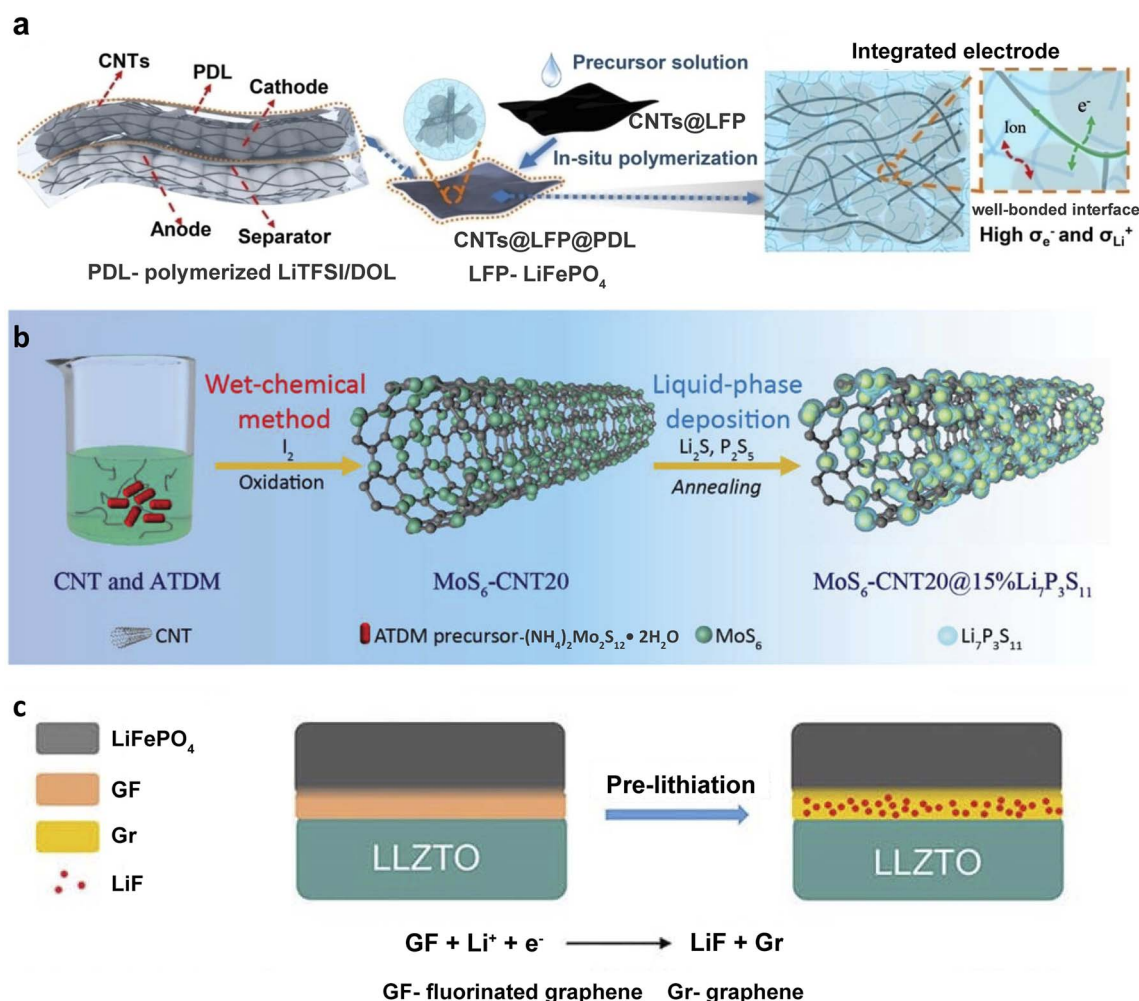 a
CNTs
PDL
Cathode
Anode
Separator
PDL- polymerized LiTFSI/DOL
Precursor solution
CNTs@LFP
In-situ polymerization
CNTs@LFP@PDL
LFP- LiFePO₄
Integrated electrode
e⁻
Ion
well-bonded interface
High σₑ⁻ and σLi⁺
b
Wet-chemical
method
I₂
Oxidation
Liquid-phase
deposition
Li₂S, P₂S₅
Annealing
CNT and ATDM
MoS₆-CNT20
MoS₆-CNT20@15%Li₇P₃S₁₁
CNT
ATDM precursor-(NH₄)₂Mo₂S₁₂• 2H₂O
MoS₆
Li₇P₃S₁₁
c
LiFePO₄
GF
Gr
LiF
LLZTO
Pre-lithiation
LLZTO
GF + Li⁺ + e⁻ ⟶ LiF + Gr
GF- fluorinated graphene Gr- graphene